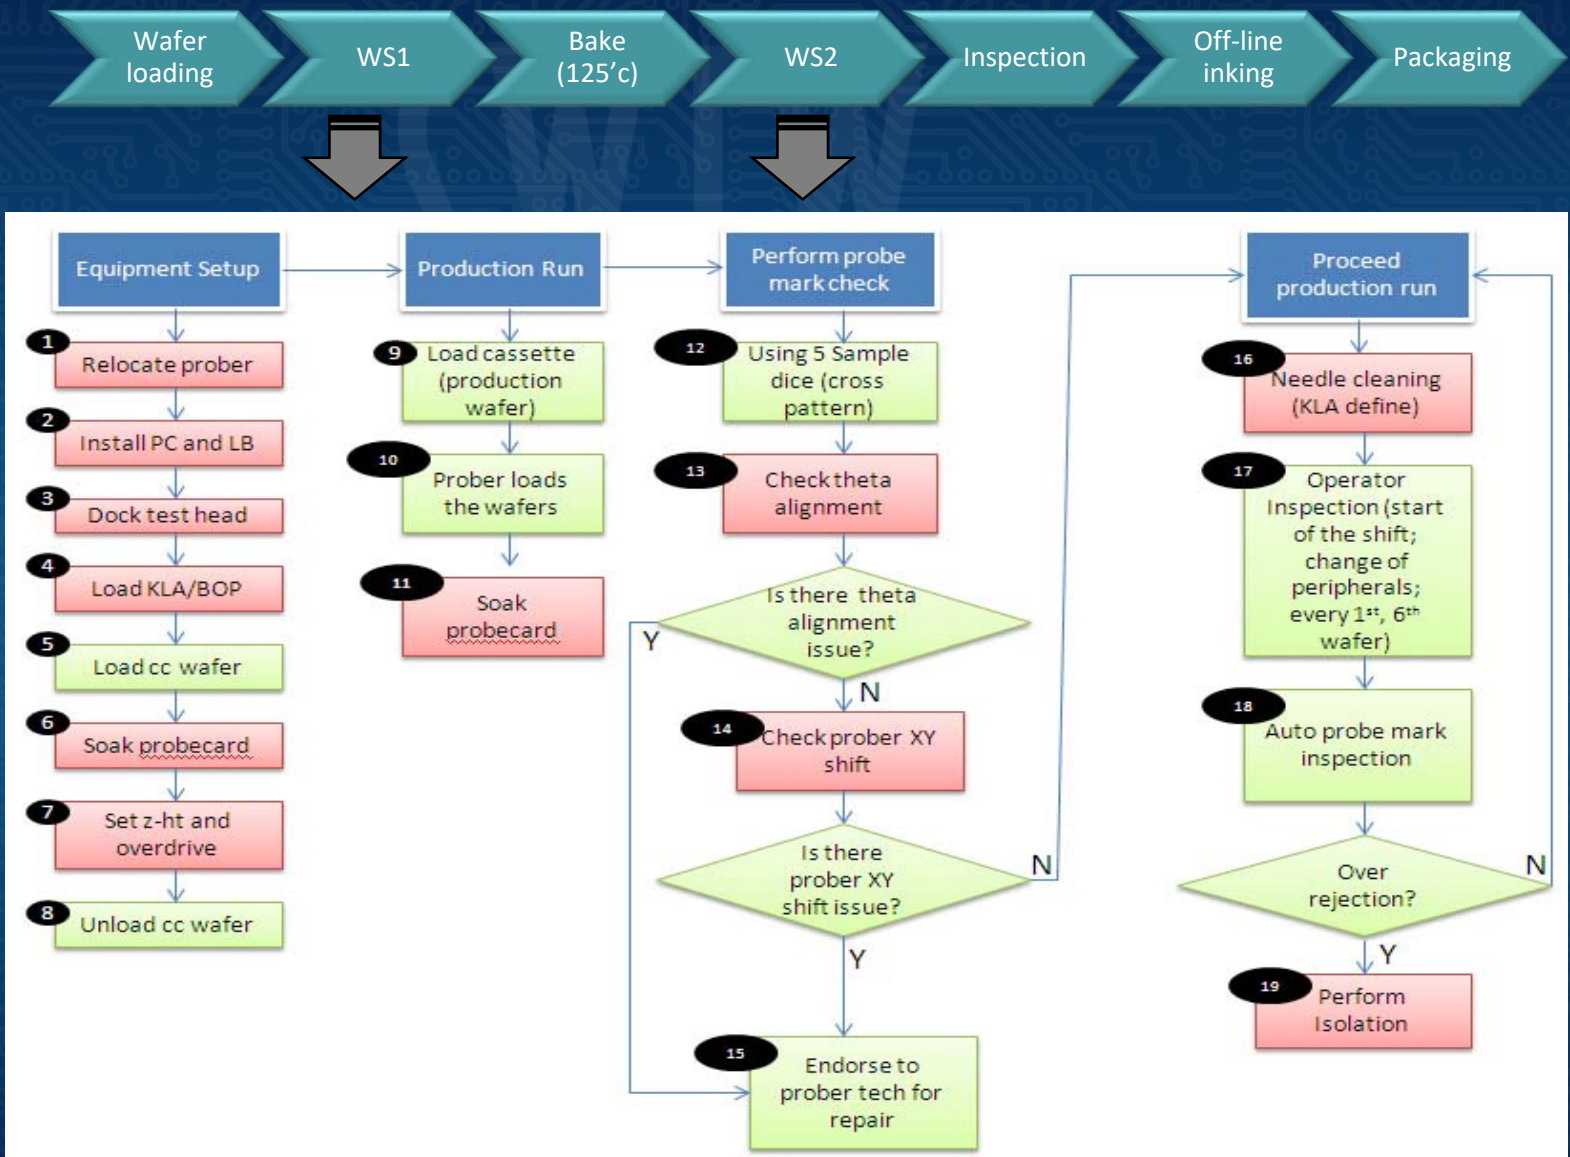 Wafer
loading
WS1
Bake
(125’c)
WS2
Inspection
Off-line
inking
Packaging
Equipment Setup
1
Relocate prober
2
Install PC and LB
3
Dock test head
4
Load KLA/BOP
5
Load cc wafer
6
Soak probecard
7
Set z-ht and
overdrive
8
Unload cc wafer
Production Run
9
Load cassette
(production
wafer)
10
Prober loads
the wafers
11
Soak
probecard
Perform probe
mark check
12
Using 5 Sample
dice (cross
pattern)
13
Check theta
alignment
Is there theta
alignment
issue?
Y
N
14
Check prober XY
shift
Is there
prober XY
shift issue?
N
Y
15
Endorse to
prober tech for
repair
Proceed
production run
16
Needle cleaning
(KLA define)
17
Operator
Inspection (start
of the shift;
change of
peripherals;
every 1st, 6th
wafer)
18
Auto probe mark
inspection
Over
rejection?
N
Y
19
Perform
Isolation